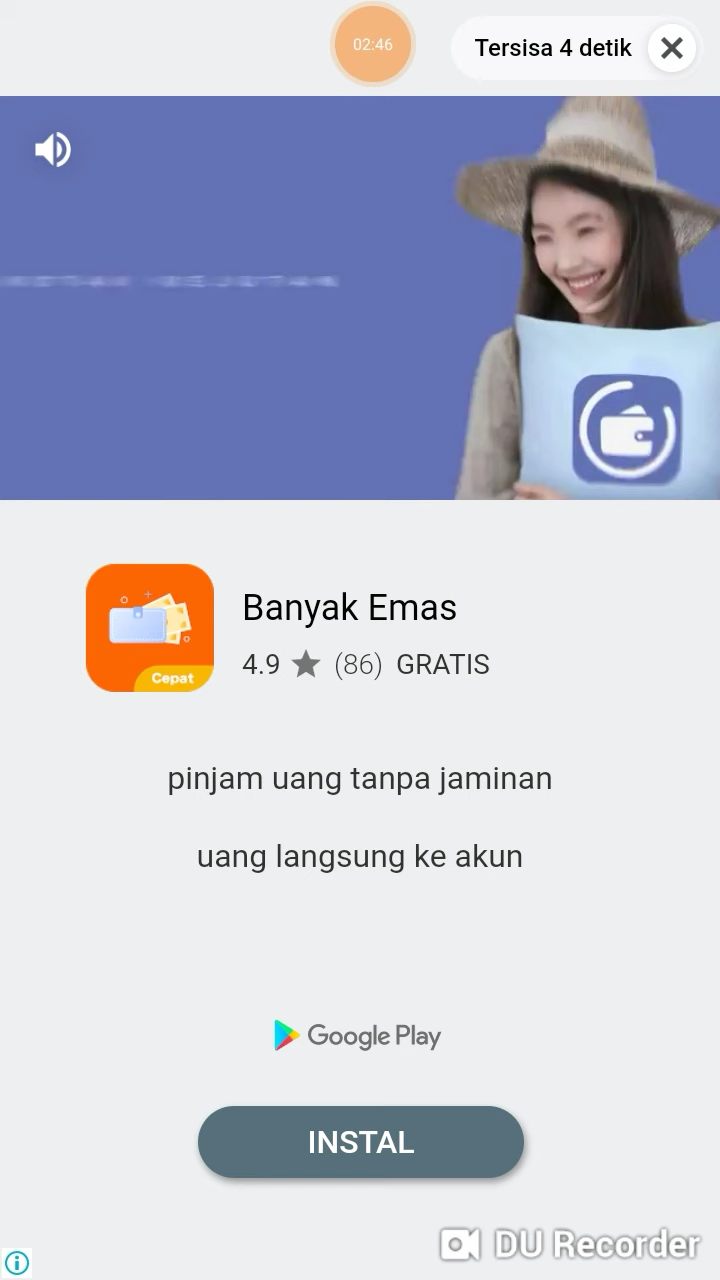 02:46
Tersisa 4 detik
Banyak Emas
4.9 ★ (86) GRATIS
Cepat
pinjam uang tanpa jaminan
uang langsung ke akun
Google Play
INSTAL
DU Recorder